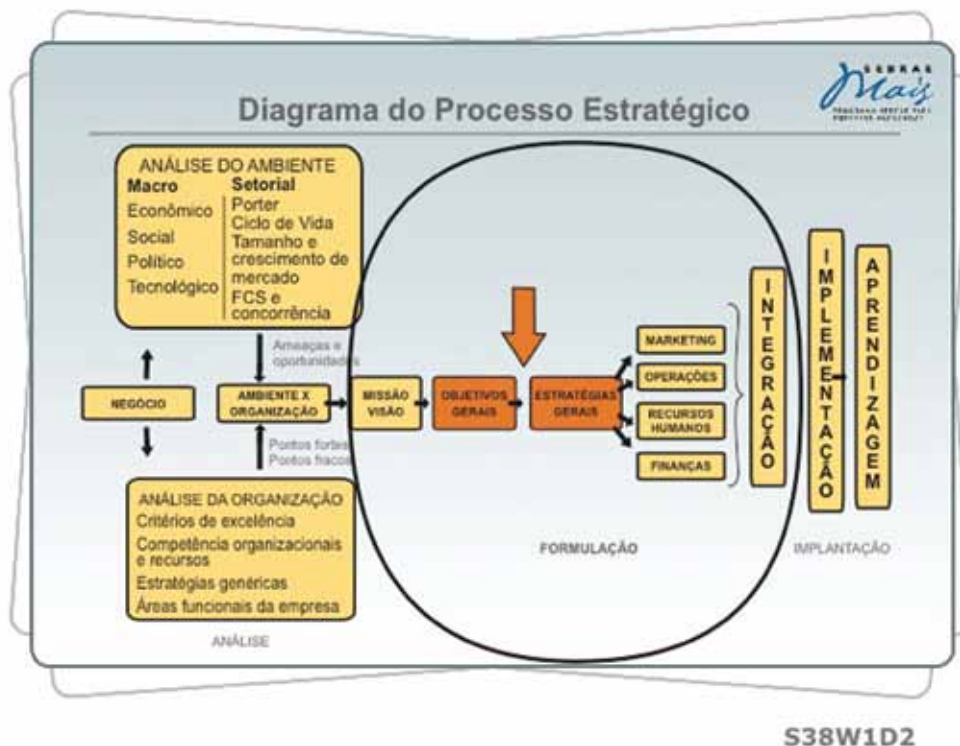 SEBRAE
Mais
Diagrama do Processo Estratégico
ANÁLISE DO AMBIENTE
Macro
Econômico
Social
Político
Tecnológico
Setorial
Porter
Ciclo de Vida
Tamanho e
crescimento de
mercado
FCS e
concorrência
Ameaças e
oportunidades
NEGÓCIO
AMBIENTE X
ORGANIZAÇÃO
Pontos fortes
Pontos fracos
ANÁLISE DA ORGANIZAÇÃO
Critérios de excelência
Competência organizacionais
e recursos
Estratégias genéricas
Áreas funcionais da empresa
ANÁLISE
MISSÃO
VISÃO
OBJETIVOS
GERAIS
ESTRATÉGIAS
GERAIS
MARKETING
OPERAÇÕES
RECURSOS
HUMANOS
FINANÇAS
INTEGRAÇÃO
FORMULAÇÃO
IMPLEMENTAÇÃO
APRENDIZAGEM
IMPLANTAÇÃO
S38W1D2